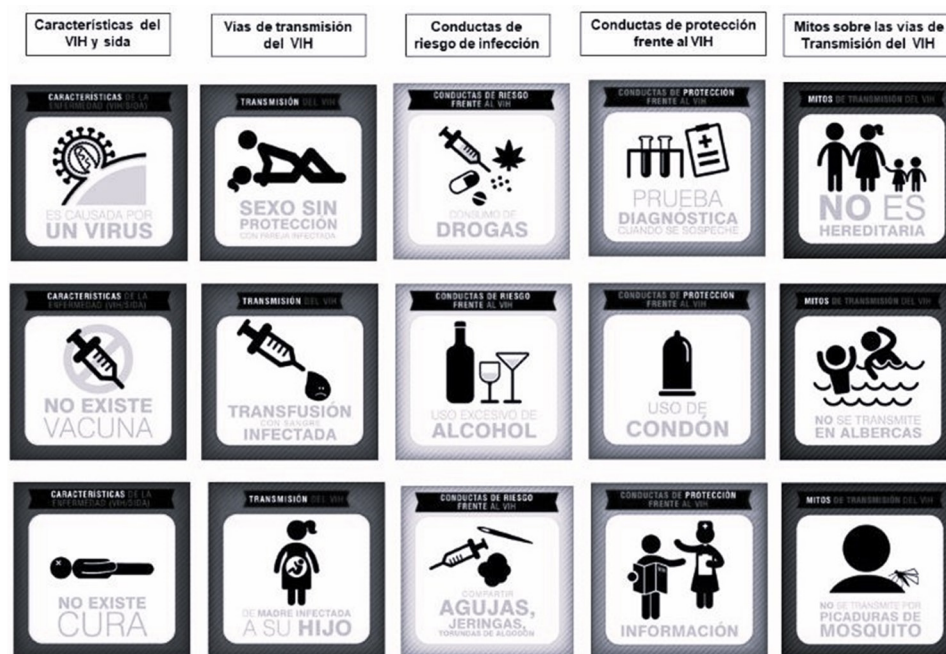 Características del
VIH y sida
Vías de transmisión
del VIH
Conductas de
riesgo de infección
Conductas de protección
frente al VIH
Mitos sobre las vías de
Transmisión del VIH
CARACTERÍSTICAS DE LA
ENFERMEDAD (VIH/SIDA)
ES CAUSADA POR
UN VIRUS
TRANSMISIÓN DEL VIH
SEXO SIN
PROTECCIÓN
CON PAREJA INFECTADA
CONDUCTAS DE RIESGO
FRENTE AL VIH
CONSUMO DE
DROGAS
CONDUCTAS DE PROTECCIÓN
FRENTE AL VIH
PRUEBA
DIAGNÓSTICA
CUANDO SE SOSPECHE
MITOS DE TRANSMISIÓN DEL VIH
NO ES
HEREDITARIA
CARACTERÍSTICAS DE LA
ENFERMEDAD (VIH/SIDA)
NO EXISTE
VACUNA
TRANSMISIÓN DEL VIH
TRANSFUSIÓN
CON SANGRE
INFECTADA
CONDUCTAS DE RIESGO
FRENTE AL VIH
USO EXCESIVO DE
ALCOHOL
CONDUCTAS DE PROTECCIÓN
FRENTE AL VIH
USO DE
CONDÓN
MITOS DE TRANSMISIÓN DEL VIH
NO SE TRANSMITE
EN ALBERCAS
CARACTERÍSTICAS DE LA
ENFERMEDAD (VIH/SIDA)
NO EXISTE
CURA
TRANSMISIÓN DEL VIH
DE MADRE INFECTADA
A SU HIJO
CONDUCTAS DE RIESGO
FRENTE AL VIH
COMPARTIR
AGUJAS,
JERINGAS,
TORUNDAS DE ALGODÓN
CONDUCTAS DE PROTECCIÓN
FRENTE AL VIH
VIH
INFORMACIÓN
MITOS DE TRANSMISIÓN DEL VIH
NO SE TRANSMITE POR
PICADURAS DE
MOSQUITO